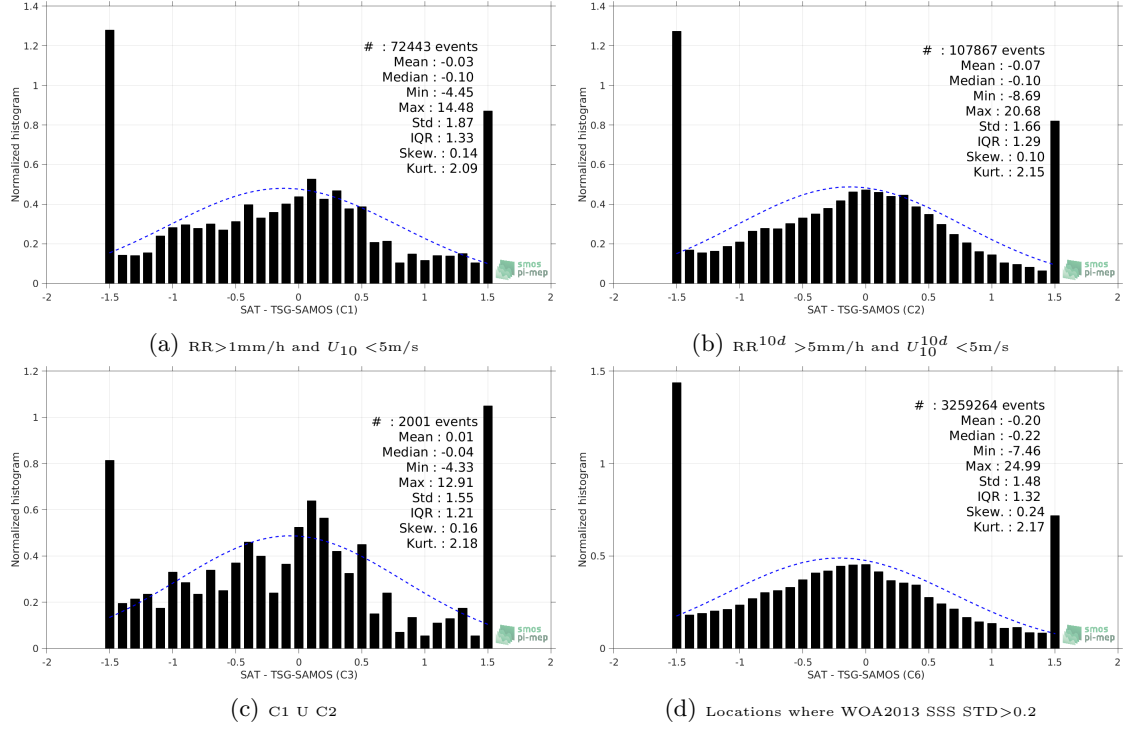 Normalized histogram
1.4
1.2
1
0.8
0.6
0.4
0.2
0
-2
-1.5
-1
-0.5
0
0.5
1
1.5
2
# : 72443 events
Mean : -0.03
Median : -0.10
Min : -4.45
Max : 14.48
Std : 1.87
IQR : 1.33
Skew. : 0.14
Kurt. : 2.09
smos
pi-mep
SAT - TSG-SAMOS (C1)
(a) RR>1mm/h and U10 <5m/s
Normalized histogram
1.4
1.2
1
0.8
0.6
0.4
0.2
0
-2
-1.5
-1
-0.5
0
0.5
1
1.5
2
# : 107867 events
Mean : -0.07
Median : -0.10
Min : -8.69
Max : 20.68
Std : 1.66
IQR : 1.29
Skew. : 0.10
Kurt. : 2.15
smos
pi-mep
SAT - TSG-SAMOS (C2)
(b) RR10d >5mm/h and U10d10 <5m/s
Normalized histogram
1.2
1
0.8
0.6
0.4
0.2
0
-2
-1.5
-1
-0.5
0
0.5
1
1.5
2
# : 2001 events
Mean : 0.01
Median : -0.04
Min : -4.33
Max : 12.91
Std : 1.55
IQR : 1.21
Skew. : 0.16
Kurt. : 2.18
smos
pi-mep
SAT - TSG-SAMOS (C3)
(c) C1 U C2
Normalized histogram
1.5
1
0.5
0
-2
-1.5
-1
-0.5
0
0.5
1
1.5
2
# : 3259264 events
Mean : -0.20
Median : -0.22
Min : -7.46
Max : 24.99
Std : 1.48
IQR : 1.32
Skew. : 0.24
Kurt. : 2.17
smos
pi-mep
SAT - TSG-SAMOS (C6)
(d) Locations where WOA2013 SSS STD>0.2